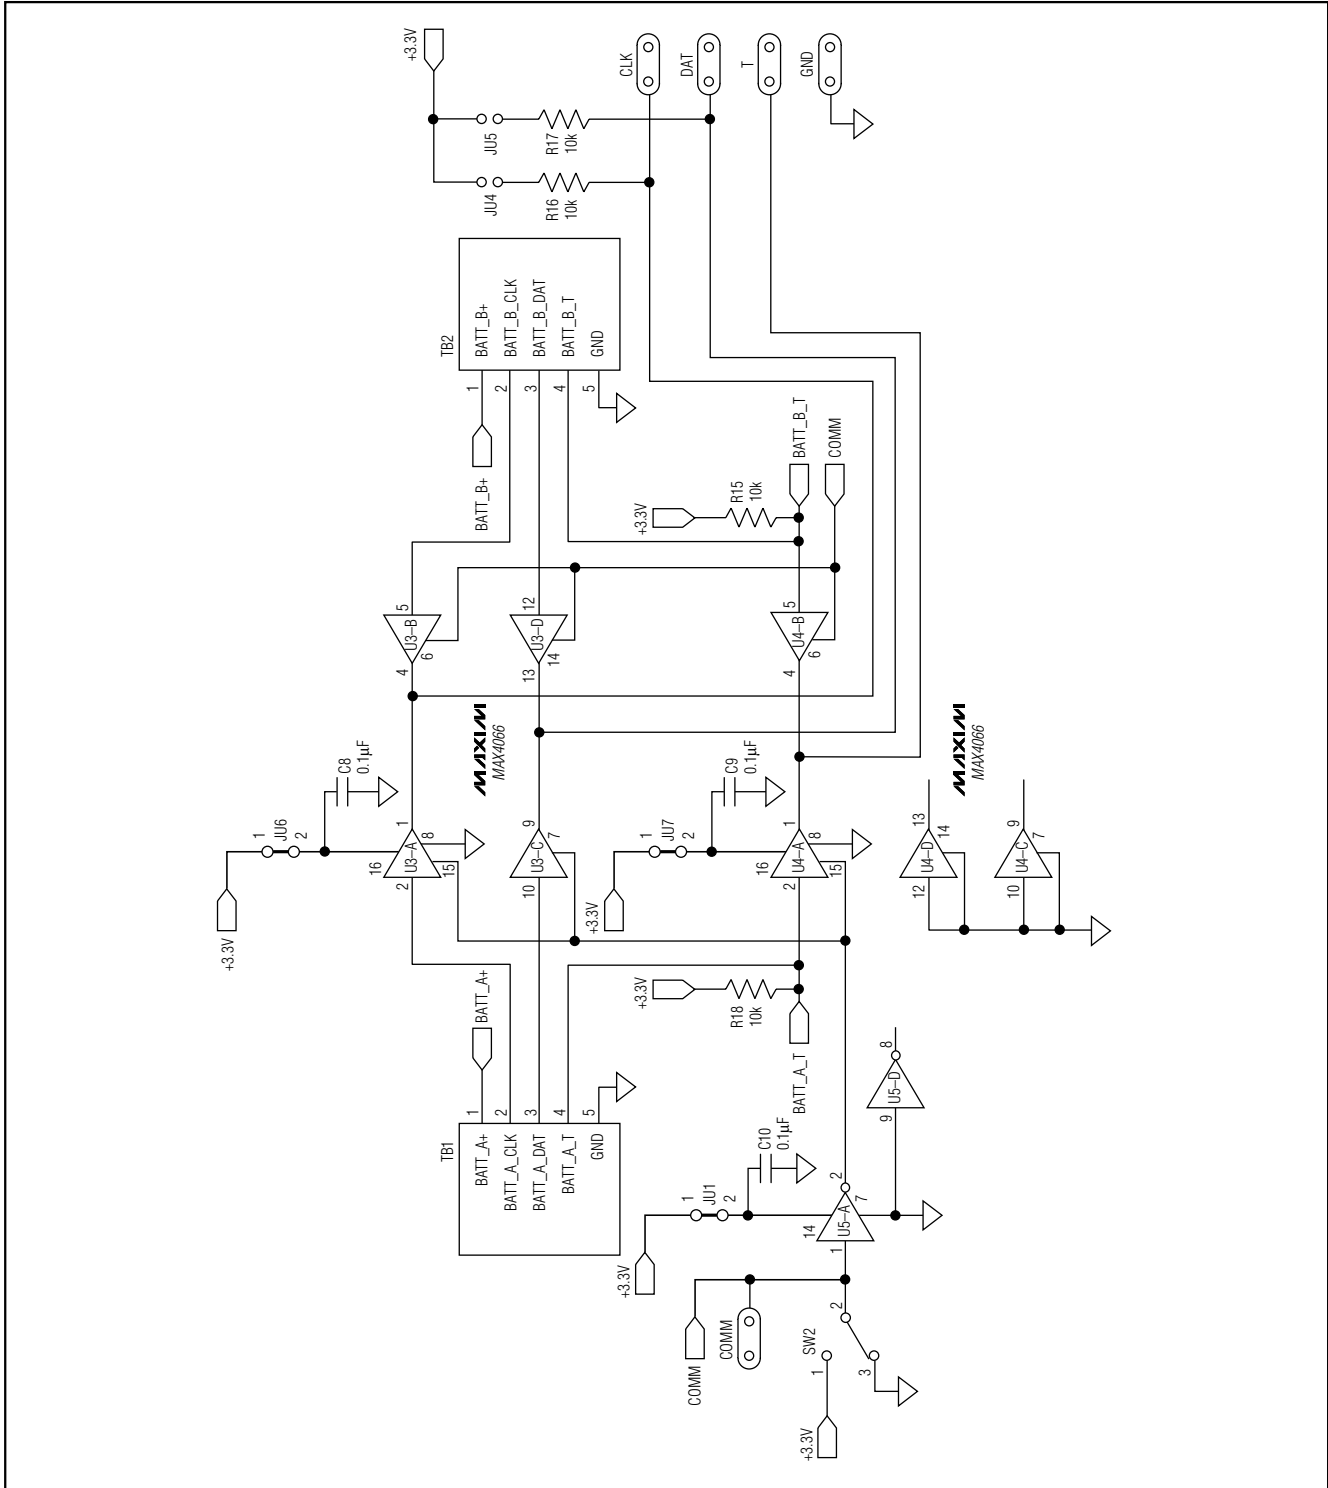 +3.3V
CLK
DAT
T
GND
JU5
R17
10k
JU4
R16
10k
TB2
BATT_B+
BATT_B_CLK
BATT_B_DAT
BATT_B_T
GND
1
2
3
4
5
BATT_B+
+3.3V
R15
10k
BATT_B_T
COMM
5
U3–B
6
4
12
U3–D
14
13
5
U4–B
6
4
MAXIM
MAX4066
C8
0.1µF
1
JU6
2
+3.3V
16
U3–A
1
8
2
15
9
U3–C
7
10
C9
0.1µF
1
JU7
2
+3.3V
16
U4–A
1
8
2
15
MAXIM
MAX4066
13
U4–D
14
12
9
U4–C
7
10
BATT_A+
+3.3V
R18
10k
BATT_A_T
TB1
BATT_A+
BATT_A_CLK
BATT_A_DAT
BATT_A_T
GND
1
2
3
4
5
C10
0.1µF
1
JU1
2
+3.3V
14
U5–A
2
7
1
8
U5–D
9
COMM
COMM
SW2
1
2
3
+3.3V